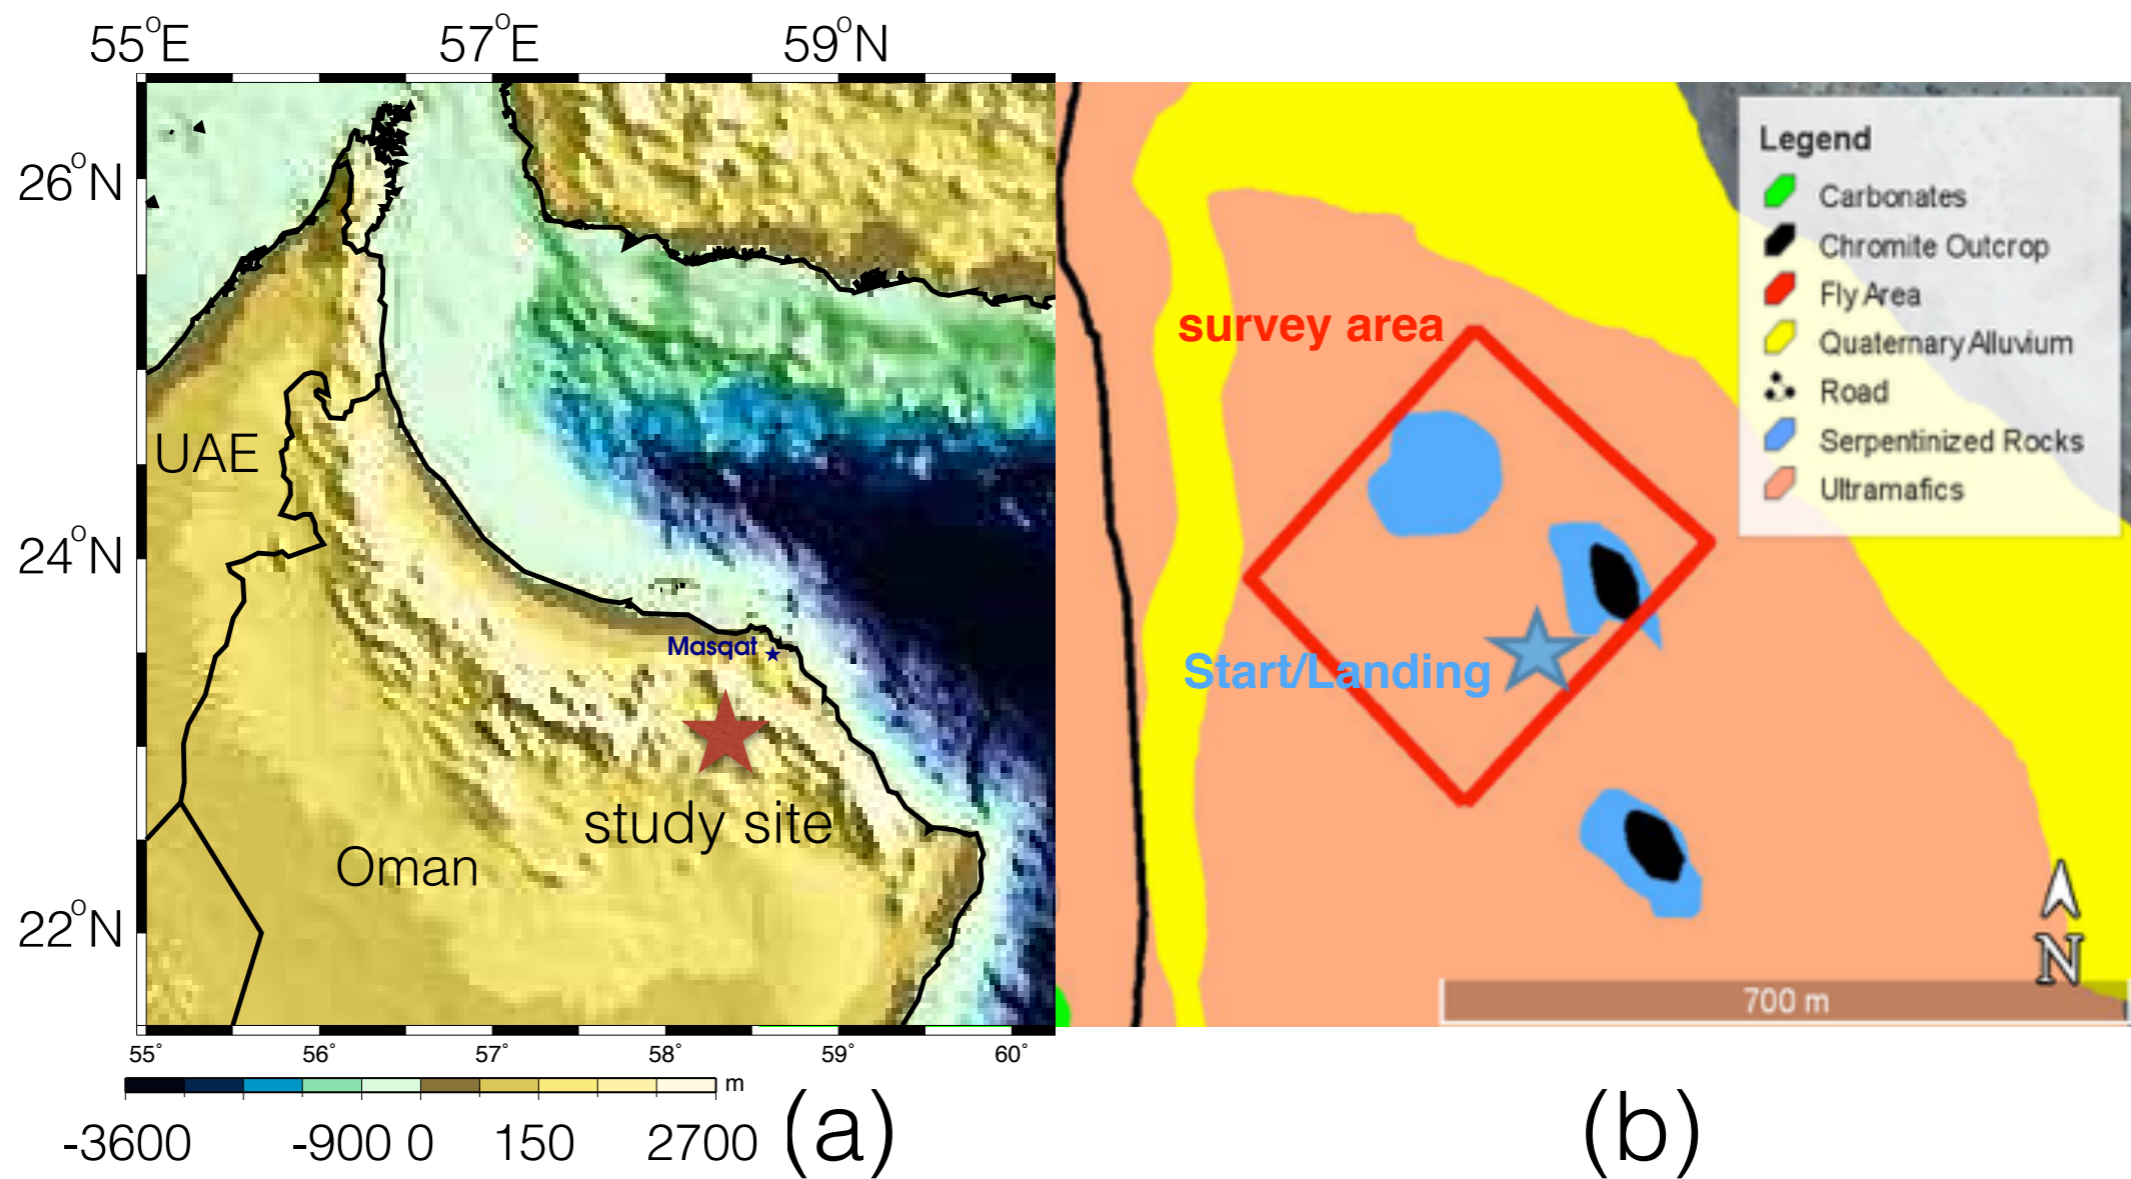 55°E 57°E 59°N
26°N
24°N
22°N
UAE
Masqat
study site
Oman
55° 56° 57° 58° 59° 60°
m
-3600 -900 0 150 2700
(a)
Legend
Carbonates
Chromite Outcrop
Fly Area
Quaternary Alluvium
Road
Serpentinized Rocks
Ultramafics
survey area
Start/Landing
N
700 m
(b)